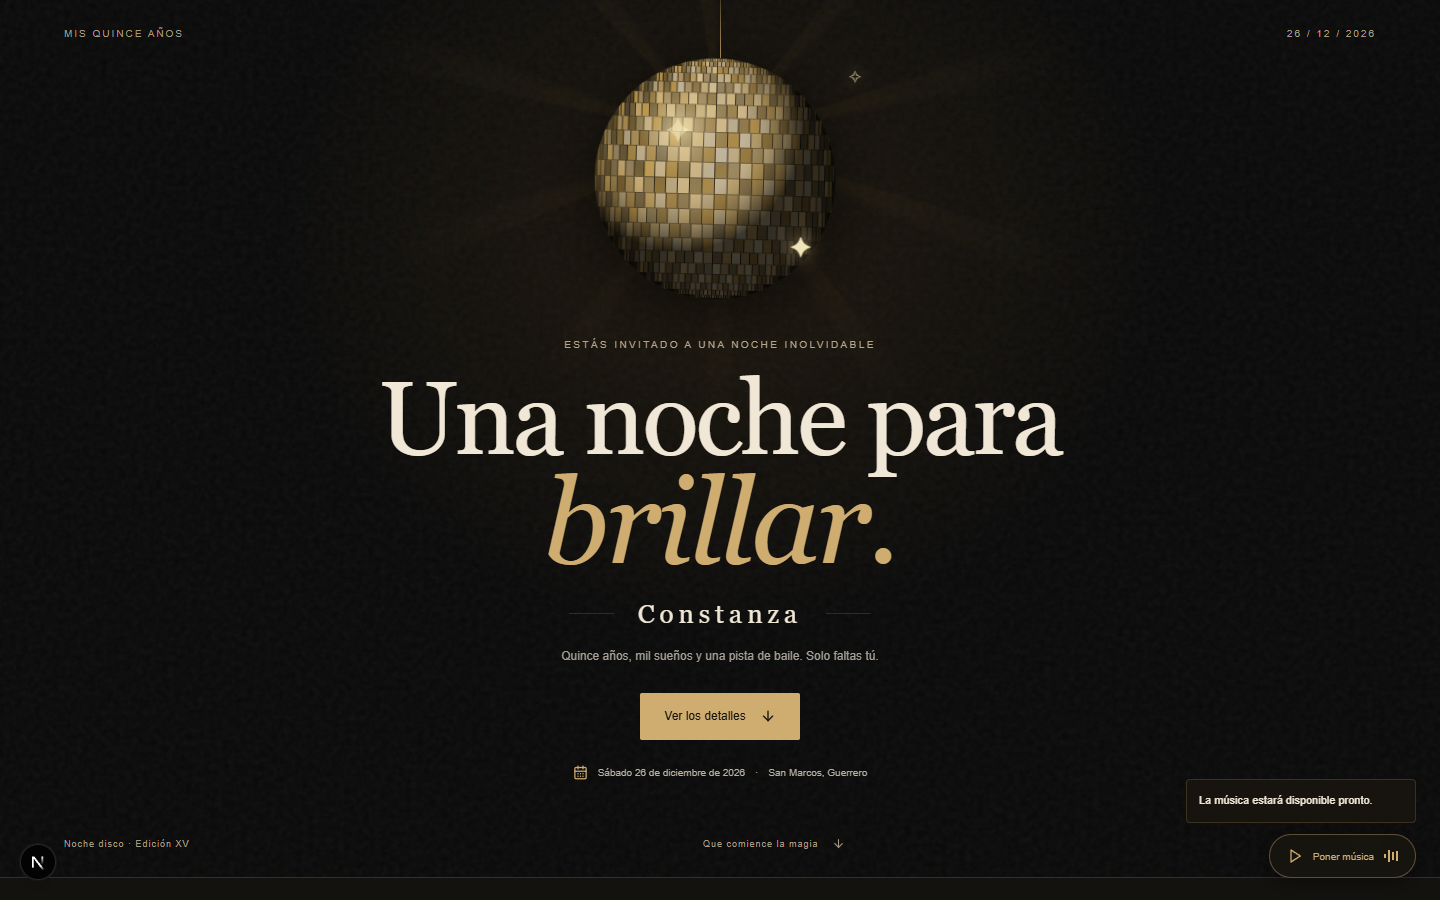 MIS QUINCE AÑOS
26 / 12 / 2026
ESTÁS INVITADO A UNA NOCHE INOLVIDABLE
Una noche para
brillar.
Constanza
Quince años, mil sueños y una pista de baile. Solo faltas tú.
Ver los detalles
Sábado 26 de diciembre de 2026 · San Marcos, Guerrero
La música estará disponible pronto.
Noche disco · Edición XV
Que comience la magia
Poner música
N